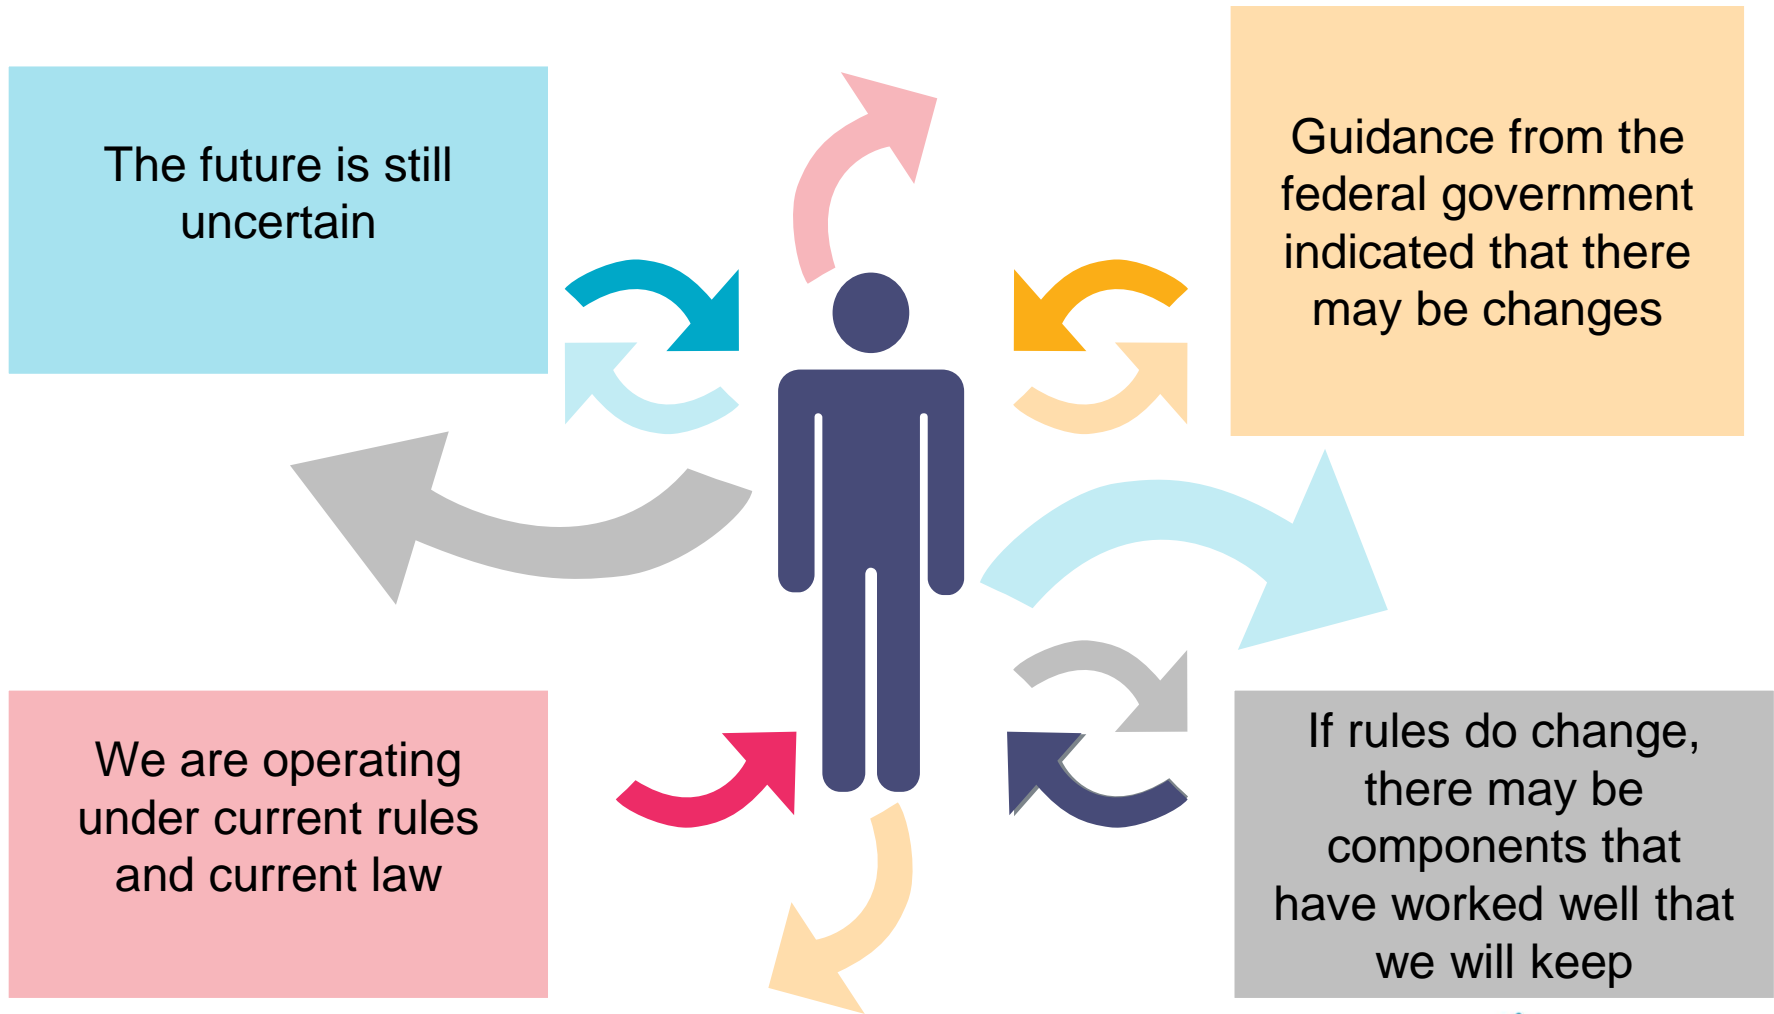 The future is still
uncertain
Guidance from the
federal government
indicated that there
may be changes
We are operating
under current rules
and current law
If rules do change,
there may be
components that
have worked well that
we will keep